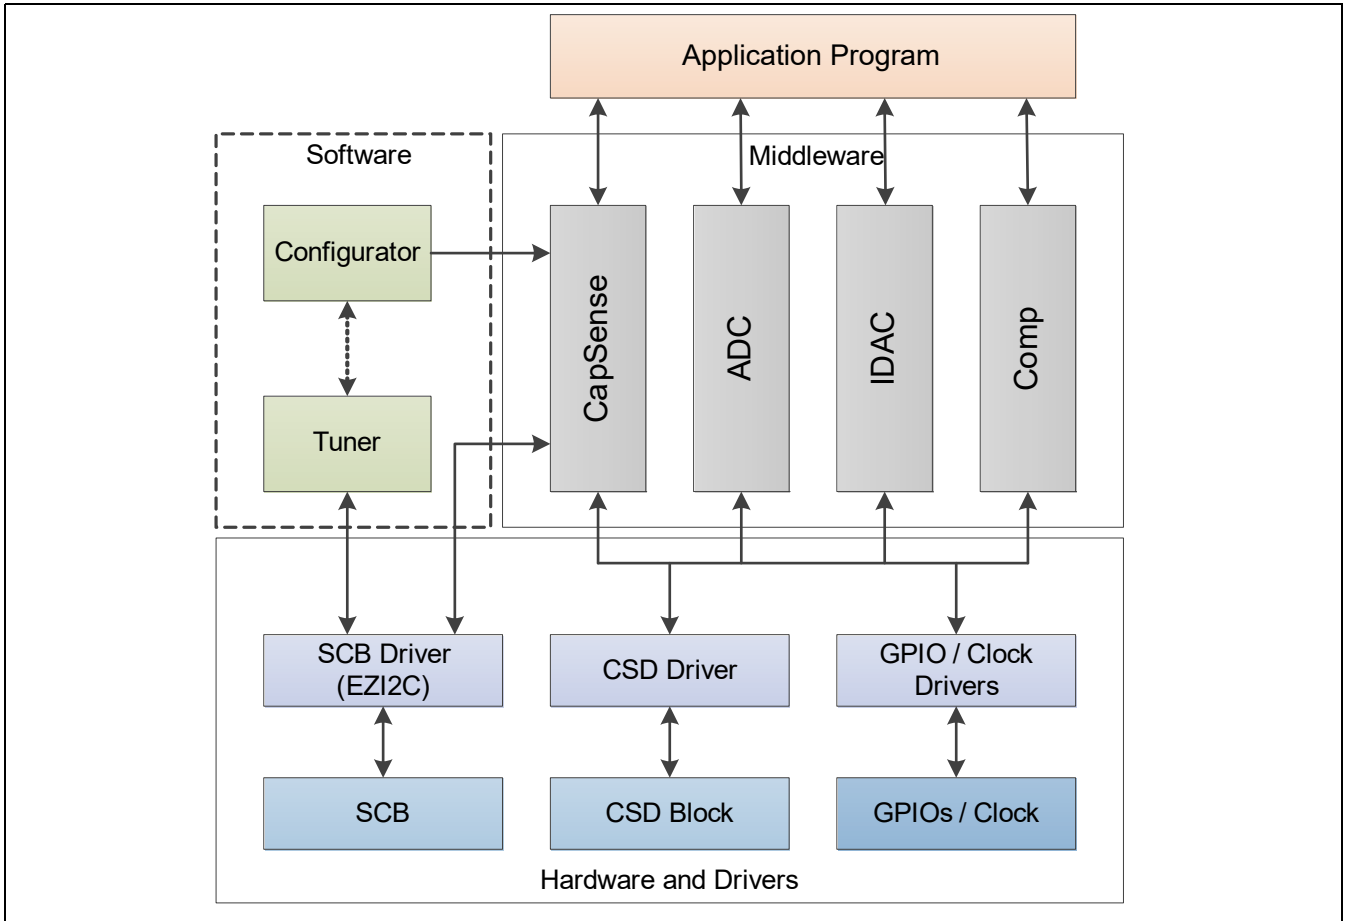 Application Program
Software
Middleware
Configurator
Tuner
CapSense
ADC
IDAC
Comp
SCB Driver
(EZI2C)
CSD Driver
GPIO / Clock
Drivers
SCB
CSD Block
GPIOs / Clock
Hardware and Drivers